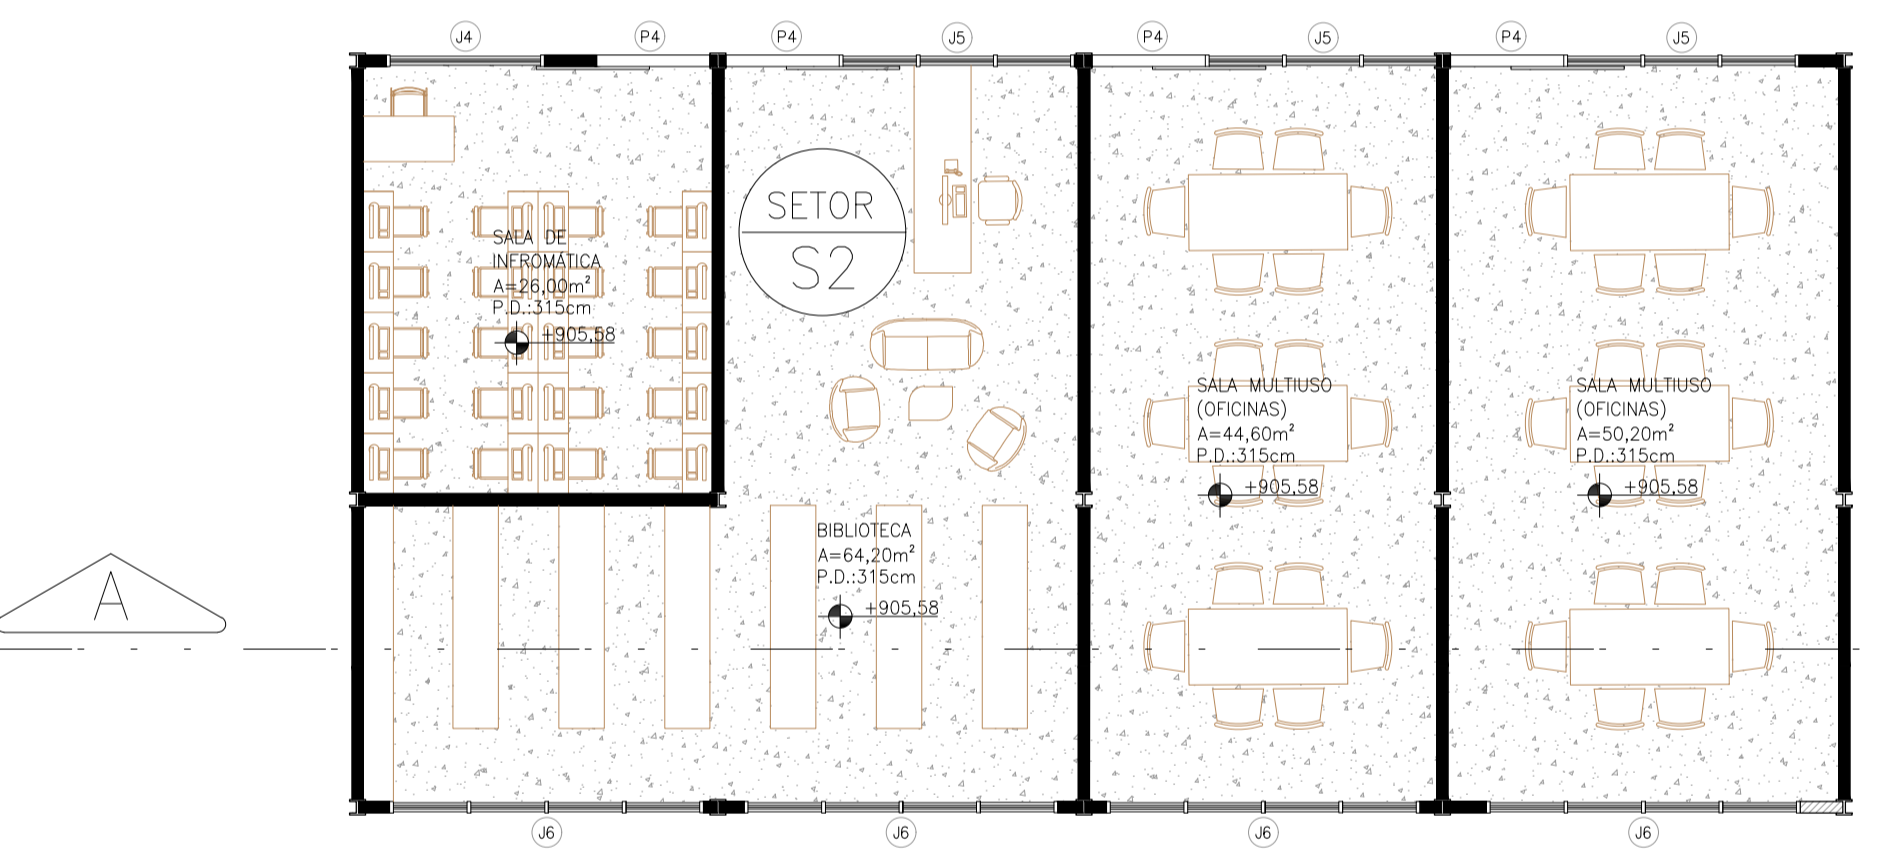 J4
P4
P4
J5
P4
J5
P4
J5
SETOR
S2
SALA DE
INFROMÁTICA
A=26,00m²
P.D.:315cm
+905,58
SALA MULTIUSO
(OFICINAS)
A=44,60m²
P.D.:315cm
+905,58
SALA MULTIUSO
(OFICINAS)
A=50,20m²
P.D.:315cm
+905,58
BIBLIOTECA
A=64,20m²
P.D.:315cm
+905,58
A
J6
J6
J6
J6